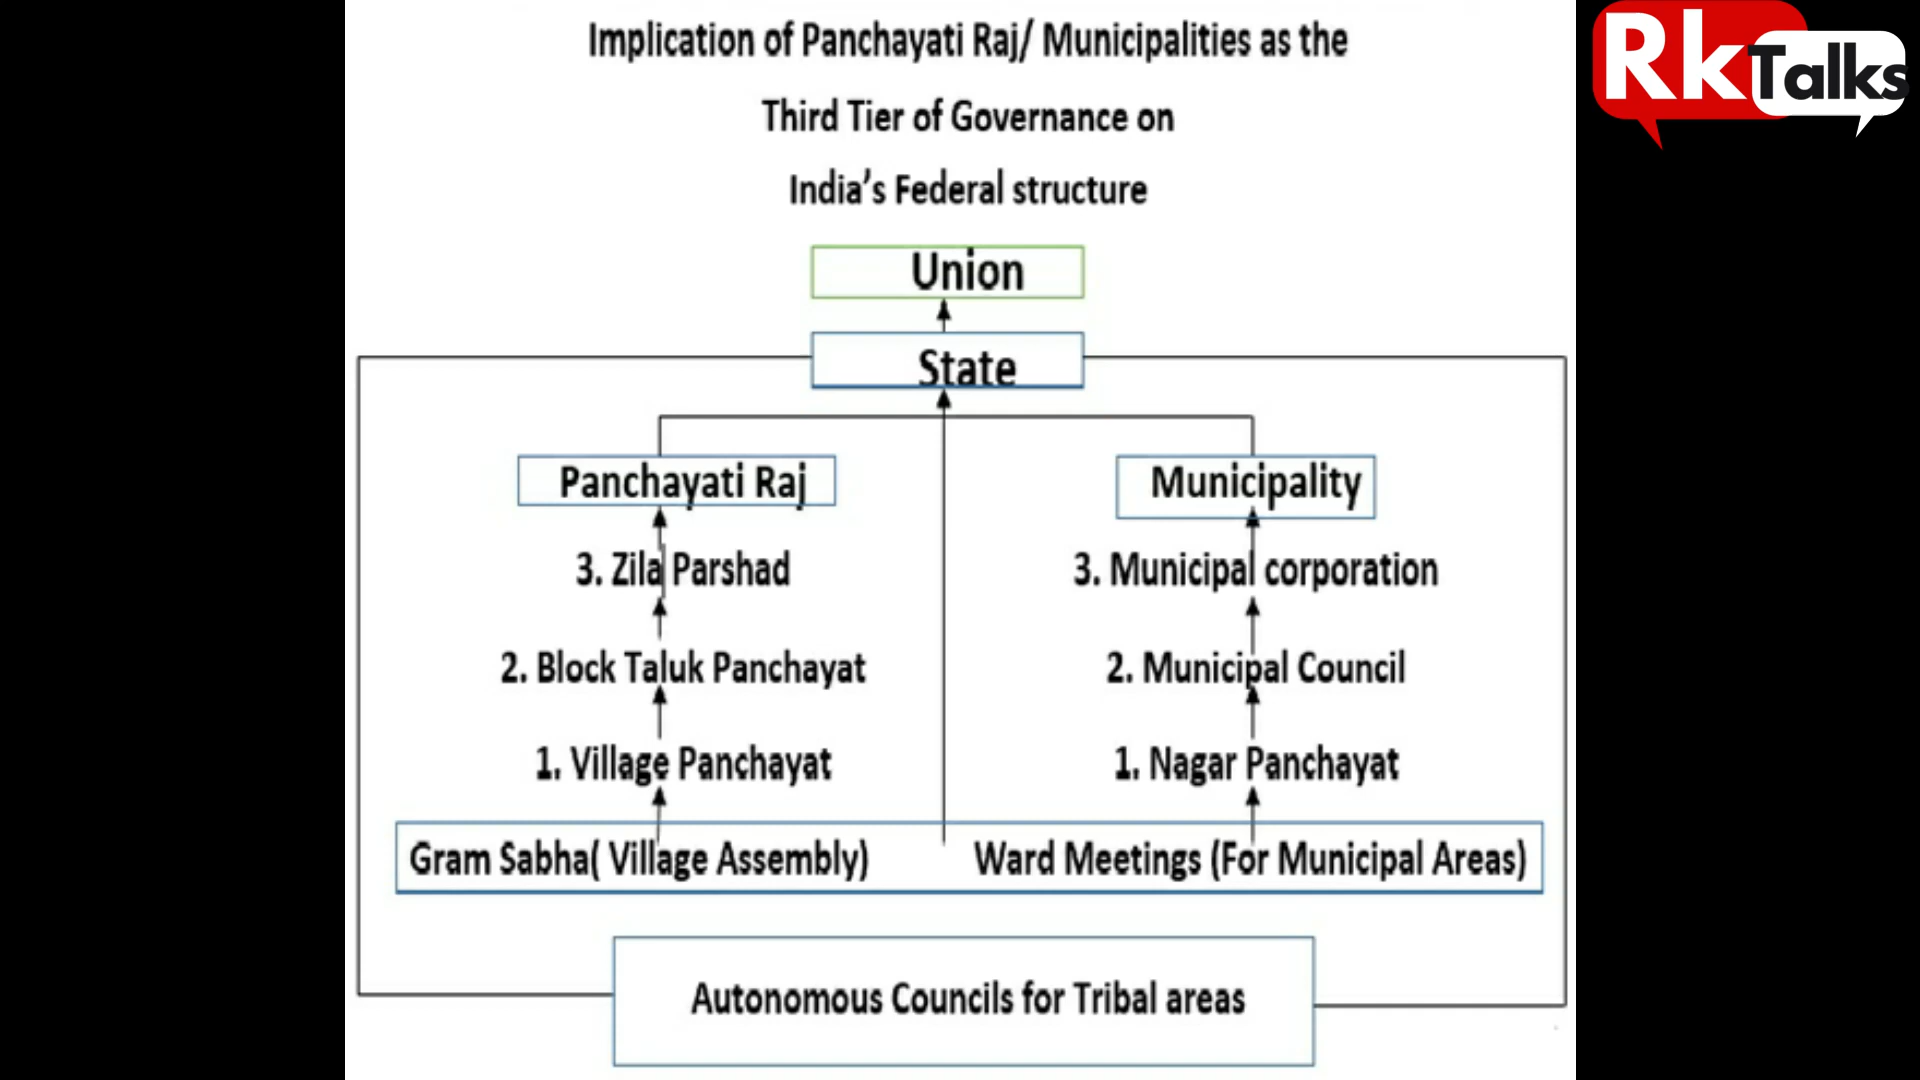 Implication of Panchayati Raj/ Municipalities as the
Third Tier of Governance on
India’s Federal structure
Rk Talks
Union
State
Panchayati Raj
Municipality
3. Zila Parshad
3. Municipal corporation
2. Block Taluk Panchayat
2. Municipal Council
1. Village Panchayat
1. Nagar Panchayat
Gram Sabha( Village Assembly)
Ward Meetings (For Municipal Areas)
Autonomous Councils for Tribal areas